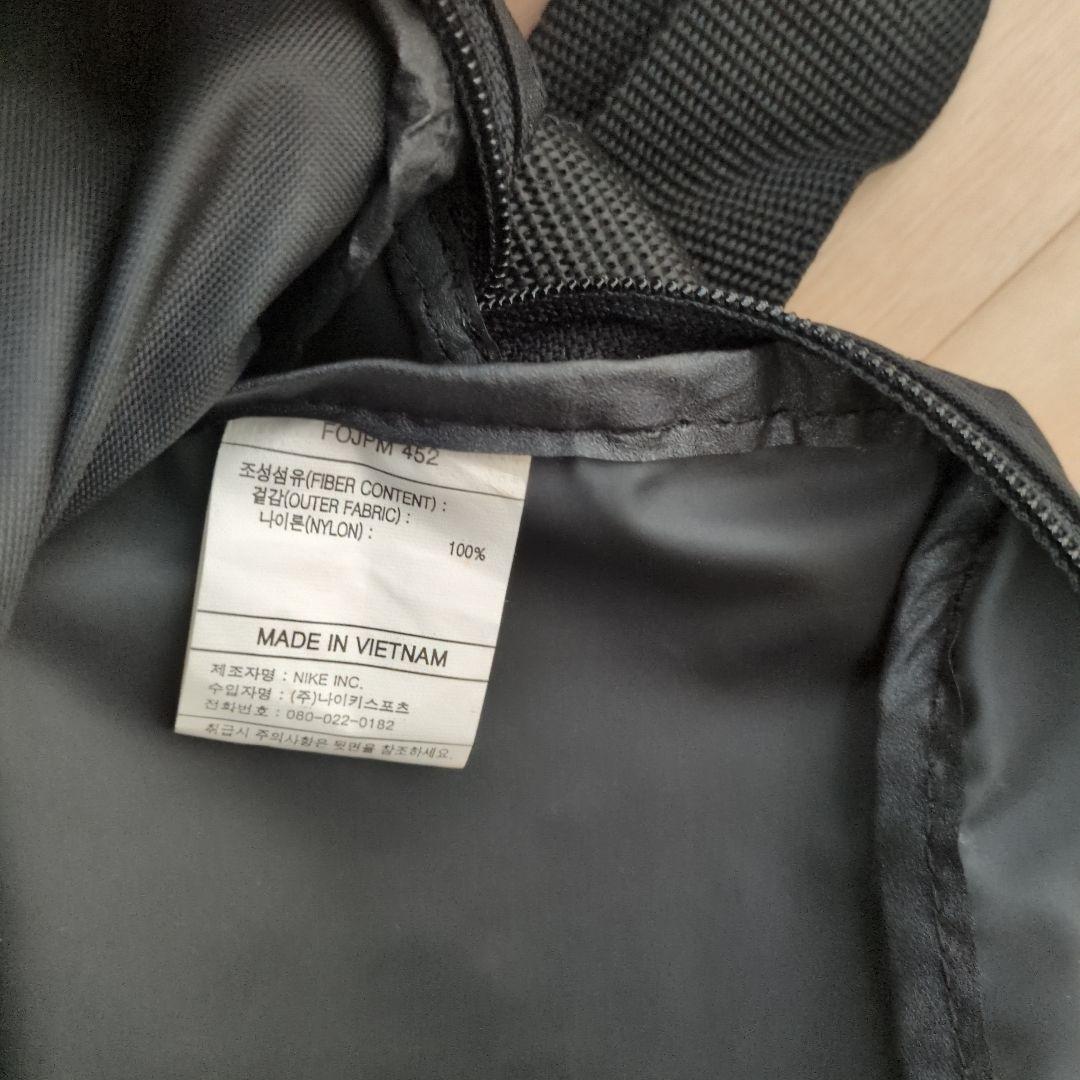 FOJPM 452
조성섬유(FIBER CONTENT) :
겉감(OUTER FABRIC) :
나이론(NYLON) : 100%
MADE IN VIETNAM
제조자명 : NIKE INC.
수입자명 : (주)나이키스포츠
전화번호 : 080-022-0182
취급시 주의사항은 뒷면을 참조하세요.